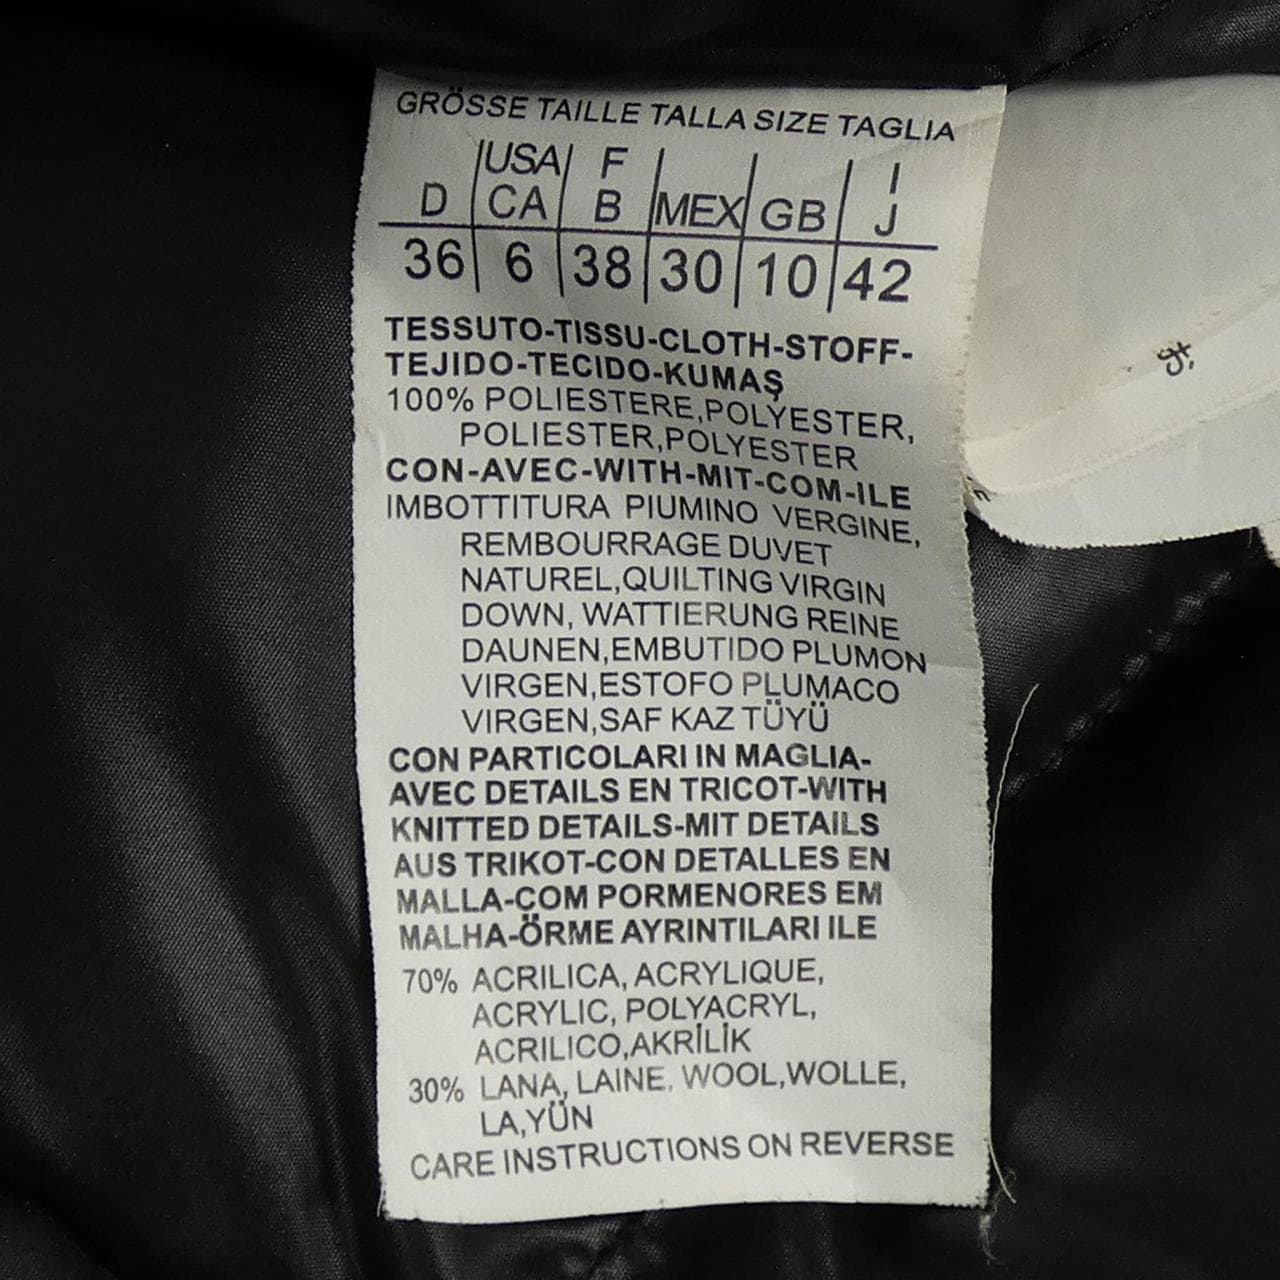 GRÖSSE TAILLE TALLA SIZE TAGLIA
D USA CA F B MEX GB I J
36 6 38 30 10 42
TESSUTO-TISSU-CLOTH-STOFF-
TEJIDO-TECIDO-KUMAŞ
100% POLIESTERE,POLYESTER,
POLIESTER,POLYESTER
CON-AVEC-WITH-MIT-COM-ILE
IMBOTTITURA PIUMINO VERGINE,
REMBOURRAGE DUVET
NATUREL,QUILTING VIRGIN
DOWN, WATTIERUNG REINE
DAUNEN,EMBUTIDO PLUMON
VIRGEN,ESTOFO PLUMACO
VIRGEN,SAF KAZ TÜYÜ
CON PARTICOLARI IN MAGLIA-
AVEC DETAILS EN TRICOT-WITH
KNITTED DETAILS-MIT DETAILS
AUS TRIKOT-CON DETALLES EN
MALLA-ÇOM PORMENORES EM
MALHA-ÖRME AYRINTILARI ILE
70% ACRILICA, ACRYLIQUE,
ACRYLIC, POLYACRYL,
ACRILICO,AKRİLİK
30% LANA, LAINE, WOOL,WOLLE,
LA,YÜN
CARE INSTRUCTIONS ON REVERSE